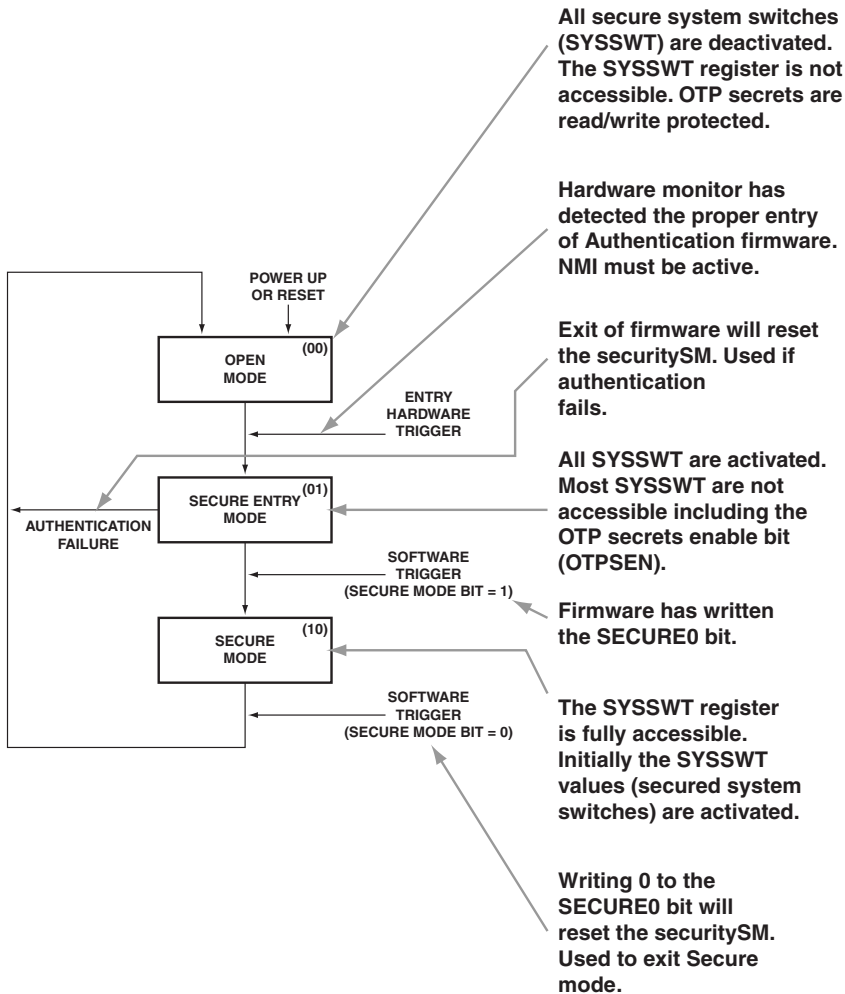 All secure system switches
(SYSSWT) are deactivated.
The SYSSWT register is not
accessible. OTP secrets are
read/write protected.
Hardware monitor has
detected the proper entry
of Authentication firmware.
NMI must be active.
POWER UP
OR RESET
(00)
OPEN
MODE
Exit of firmware will reset
the securitySM. Used if
authentication
fails.
ENTRY
HARDWARE
TRIGGER
All SYSSWT are activated.
Most SYSSWT are not
accessible including the
OTP secrets enable bit
(OTPSEN).
(01)
SECURE ENTRY
MODE
AUTHENTICATION
FAILURE
SOFTWARE
TRIGGER
(SECURE MODE BIT = 1)
Firmware has written
the SECURE0 bit.
(10)
SECURE
MODE
SOFTWARE
TRIGGER
(SECURE MODE BIT = 0)
The SYSSWT register
is fully accessible.
Initially the SYSSWT
values (secured system
switches) are activated.
Writing 0 to the
SECURE0 bit will
reset the securitySM.
Used to exit Secure
mode.